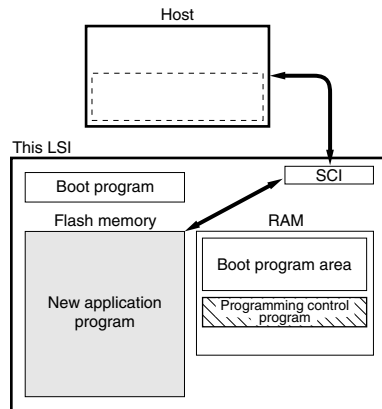 Host
This LSI
SCI
Boot program
Flash memory
RAM
New application
program
Boot program area
Programming control
program